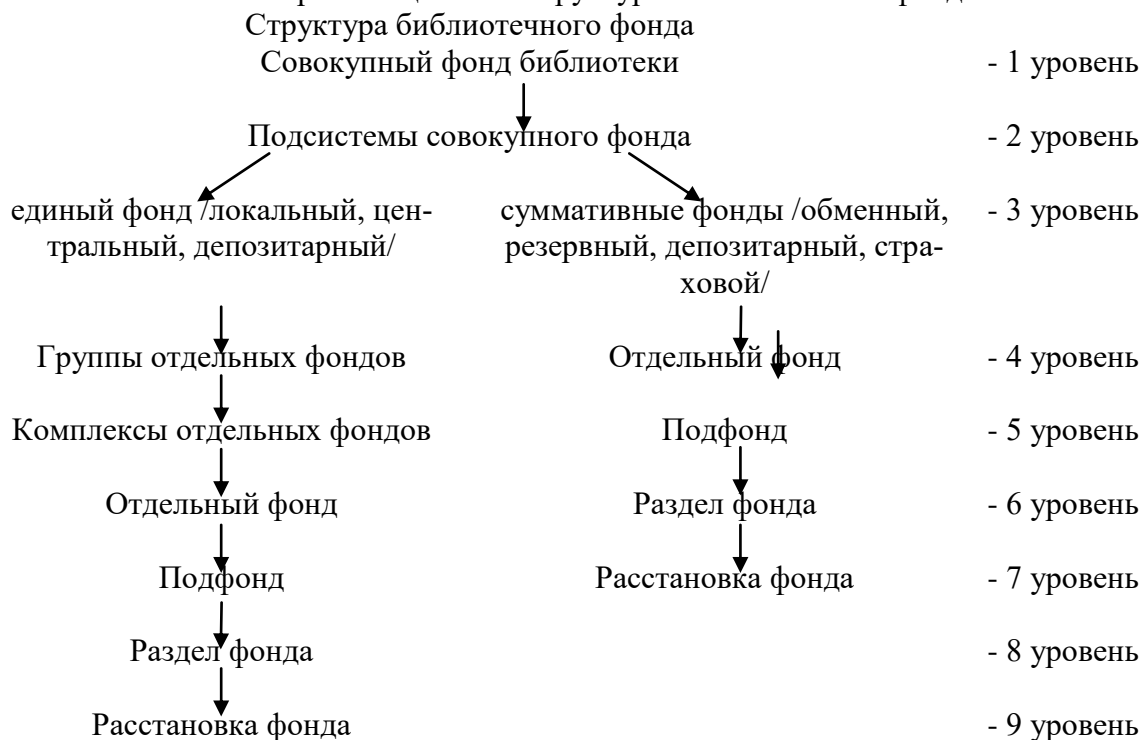 Структура библиотечного фонда
Совокупный фонд библиотеки - 1 уровень
Подсистемы совокупного фонда - 2 уровень
единый фонд /локальный, цен- суммативные фонды /обменный, - 3 уровень
тральный, депозитарный/ резервный, депозитарный, стра-
ховой/
Группы отдельных фондов Отдельный фонд - 4 уровень
Комплексы отдельных фондов Подфонд - 5 уровень
Отдельный фонд Раздел фонда - 6 уровень
Подфонд Расстановка фонда - 7 уровень
Раздел фонда - 8 уровень
Расстановка фонда - 9 уровень